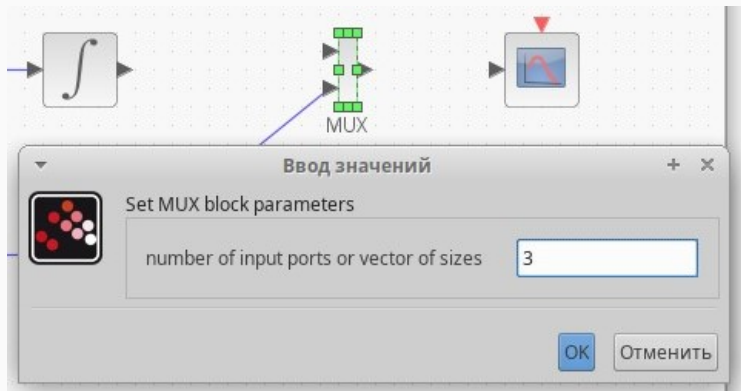 MUX
Ввод значений
Set MUX block parameters
number of input ports or vector of sizes
3
OK
Отменить